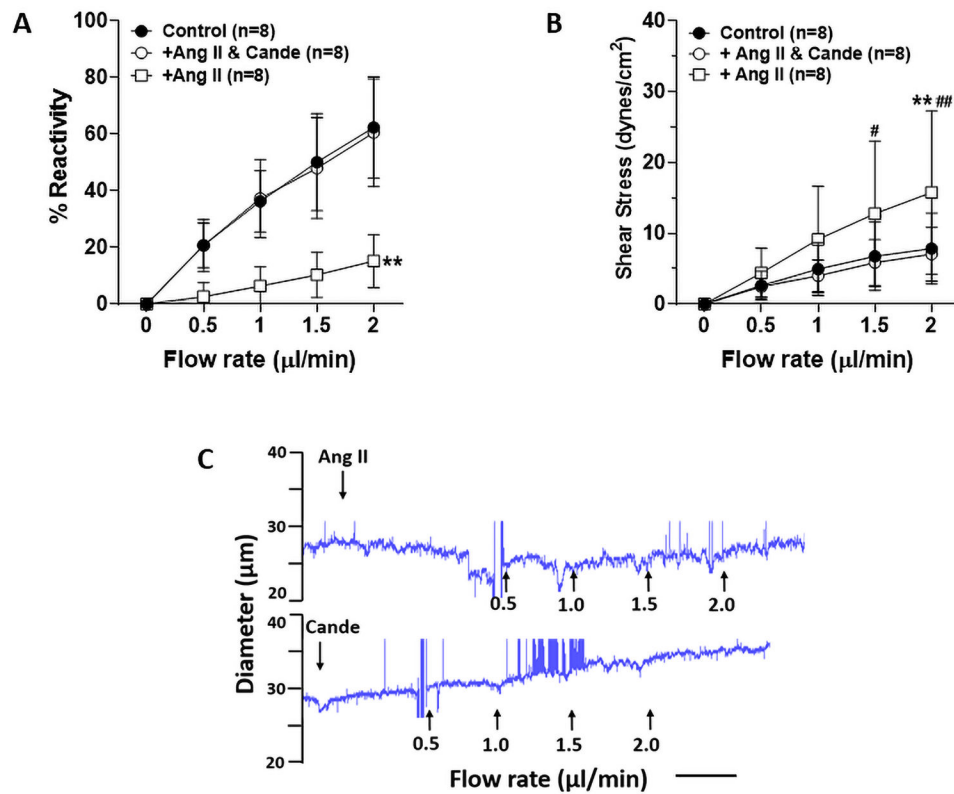 A
Control (n=8)
+Ang II & Cande (n=8)
+Ang II (n=8)
% Reactivity
100
80
60
40
20
0
**
0 0.5 1 1.5 2
Flow rate (µl/min)
B
Control (n=8)
+ Ang II & Cande (n=8)
+ Ang II (n=8)
Shear Stress (dynes/cm²)
40
30
20
10
0
#
**##
0 0.5 1 1.5 2
Flow rate (µl/min)
C
Diameter (µm)
40
Ang II
30
20
0.5 1.0 1.5 2.0
40
Cande
30
20
0.5 1.0 1.5 2.0
Flow rate (µl/min)